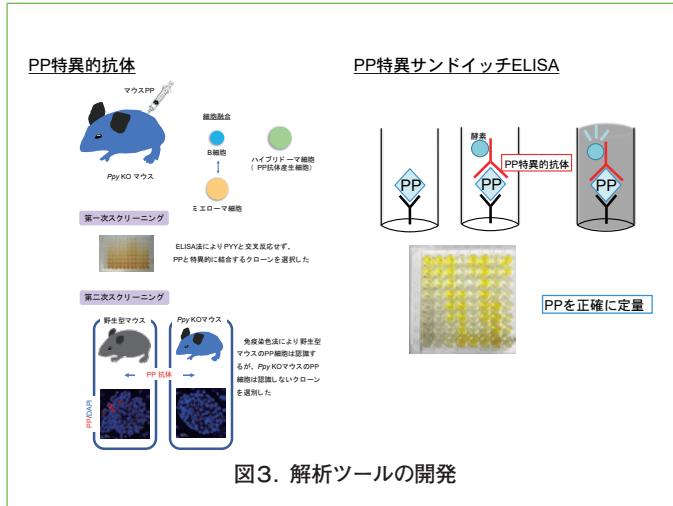 PP特異的抗体
マウスPP
Ppy KO マウス
細胞融合
B細胞
ミエローマ細胞
ハイブリドーマ細胞
( PP抗体産生細胞)
第一次スクリーニング
ELISA法によりPYYと交叉反応せず、
PPと特異的に結合するクローンを選択した
第二次スクリーニング
野生型マウス
Ppy KOマウス
PP 抗体
PP/DAPI
免疫染色法により野生型
マウスのPP細胞は認識す
るが、Ppy KOマウスのPP
細胞は認識しないクローン
を選別した
PP特異サンドイッチELISA
酵素
PP特異的抗体
PP
PP
PP
PPを正確に定量
図3. 解析ツールの開発